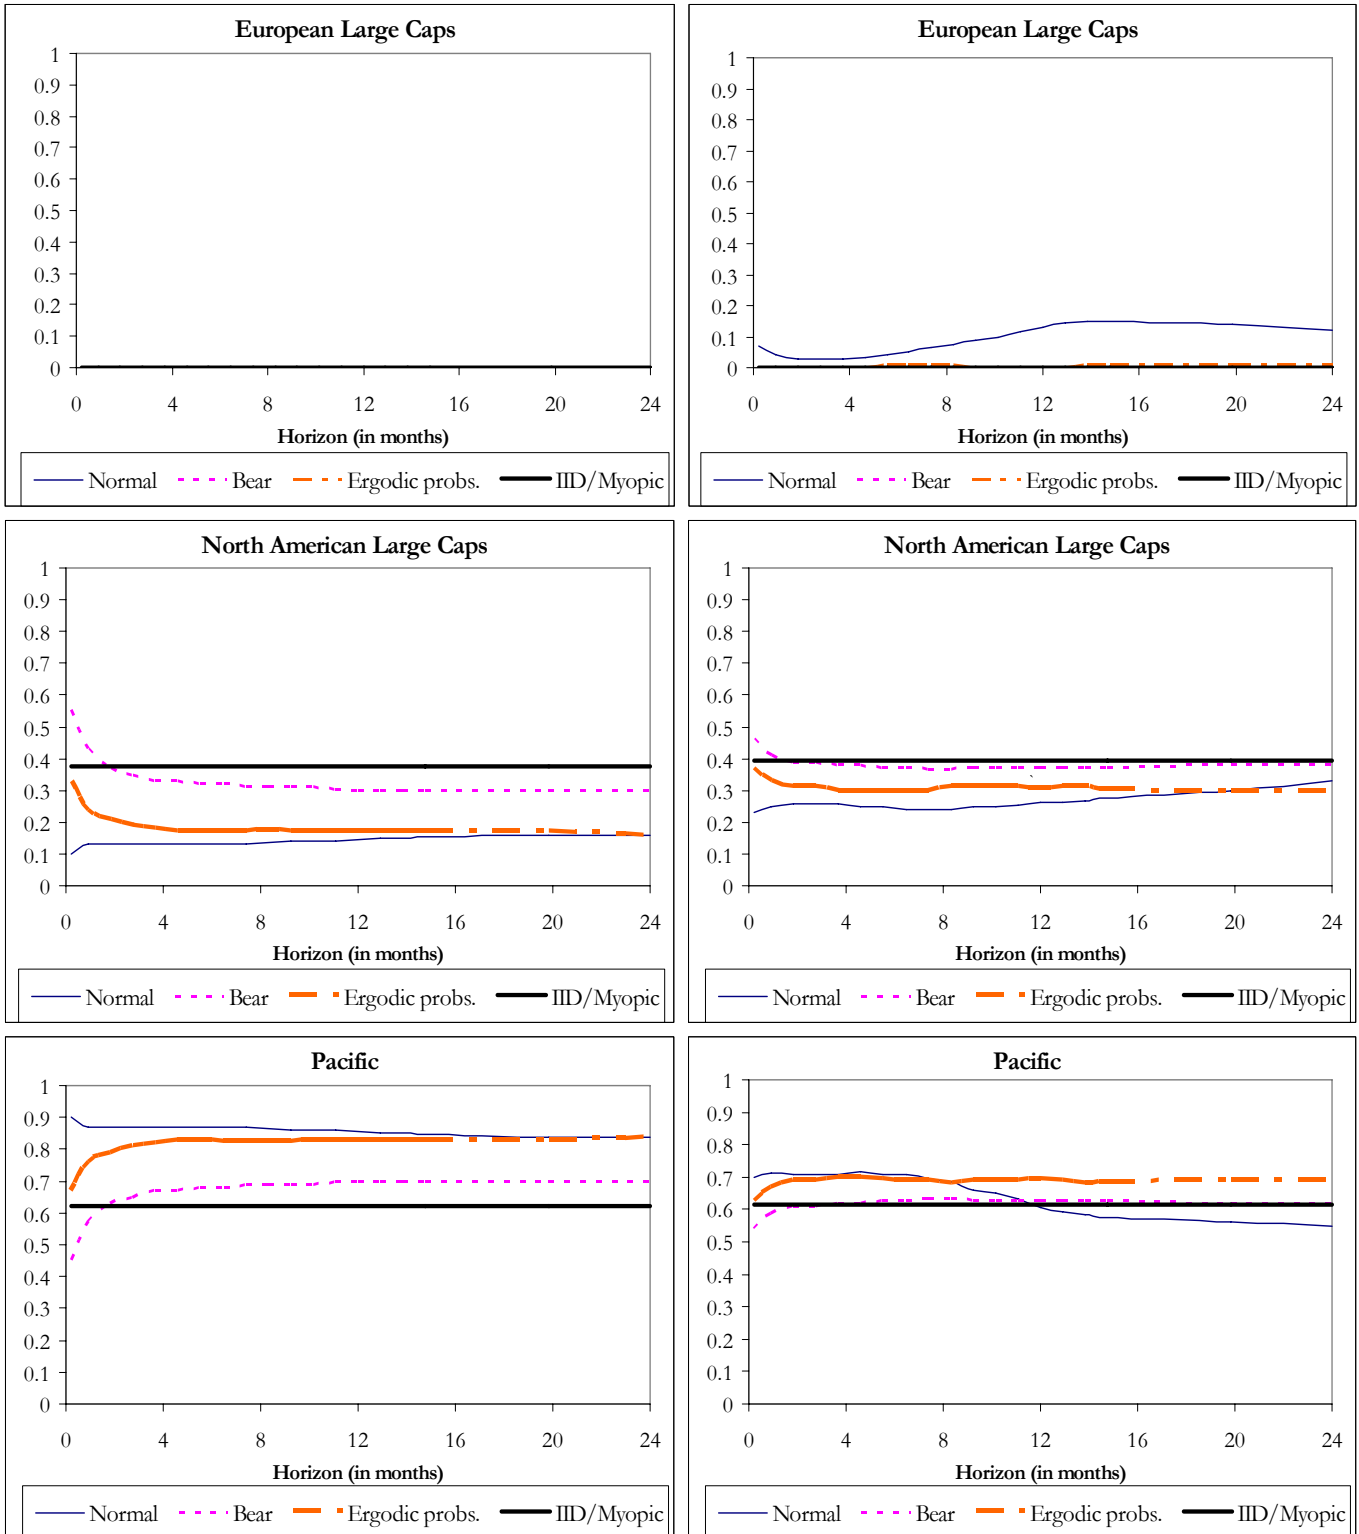 European Large Caps
1
0.9
0.8
0.7
0.6
0.5
0.4
0.3
0.2
0.1
0
0 4 8 12 16 20 24
Horizon (in months)
Normal Bear Ergodic probs. IID/Myopic
European Large Caps
1
0.9
0.8
0.7
0.6
0.5
0.4
0.3
0.2
0.1
0
0 4 8 12 16 20 24
Horizon (in months)
Normal Bear Ergodic probs. IID/Myopic
North American Large Caps
1
0.9
0.8
0.7
0.6
0.5
0.4
0.3
0.2
0.1
0
0 4 8 12 16 20 24
Horizon (in months)
Normal Bear Ergodic probs. IID/Myopic
North American Large Caps
1
0.9
0.8
0.7
0.6
0.5
0.4
0.3
0.2
0.1
0
0 4 8 12 16 20 24
Horizon (in months)
Normal Bear Ergodic probs. IID/Myopic
Pacific
1
0.9
0.8
0.7
0.6
0.5
0.4
0.3
0.2
0.1
0
0 4 8 12 16 20 24
Horizon (in months)
Normal Bear Ergodic probs. IID/Myopic
Pacific
1
0.9
0.8
0.7
0.6
0.5
0.4
0.3
0.2
0.1
0
0 4 8 12 16 20 24
Horizon (in months)
Normal Bear Ergodic probs. IID/Myopic